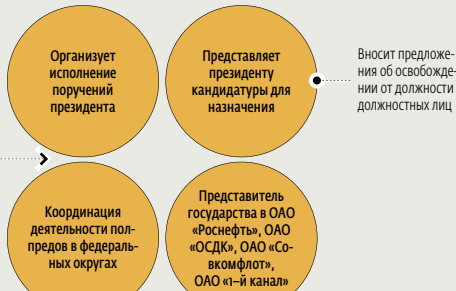 Организует
исполнение
поручений
президента
Представляет
президенту
кандидатуры для
назначения
Вносит предложе-
ния об освобожде-
нии от должности
должностных лиц
Координация
деятельности пол-
предов в федераль-
ных округах
Представитель
государства в ОАО
«Роснефть», ОАО
«ОСДК», ОАО «Со-
вкомфлот»,
ОАО «1–й канал»